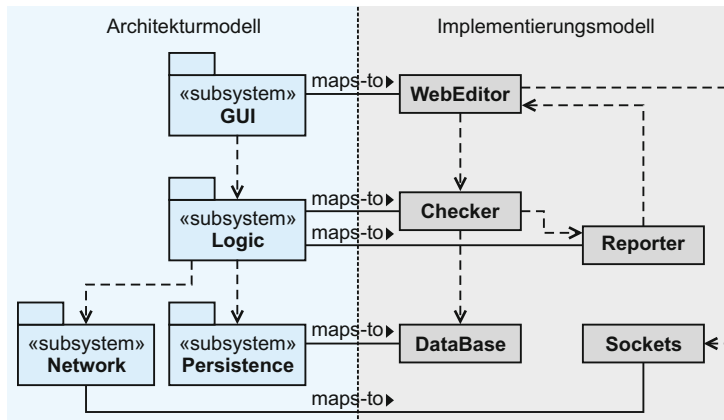 Architekturmodell
Implementierungsmodell
«subsystem»
GUI
maps-to
WebEditor
«subsystem»
Logic
maps-to
maps-to
Checker
Reporter
«subsystem»
Network
«subsystem»
Persistence
maps-to
DataBase
Sockets
maps-to